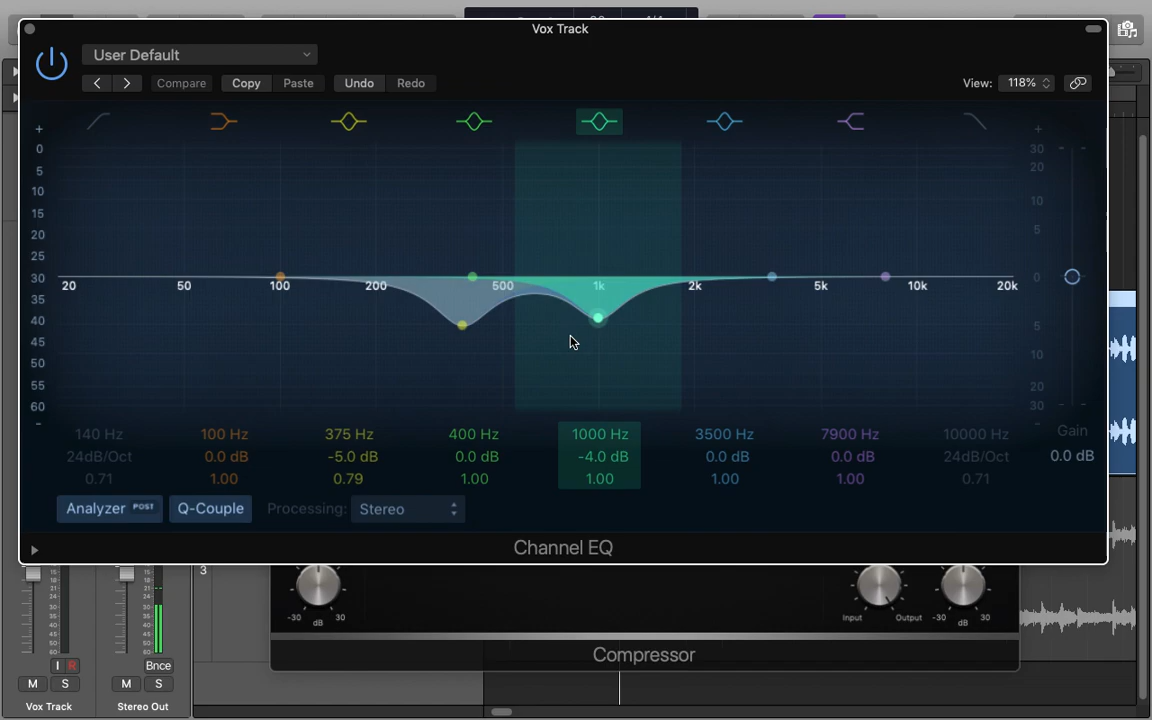 Vox Track
User Default
Compare Copy Paste Undo Redo View: 118%
+ +
0 30
5 20
10 10
15
20 5
25
30 0
20 50 100 200 500 1k 2k 5k 10k 20k
35
40 5
45
50 10
55 20
60 30
- -
140 Hz 100 Hz 375 Hz 400 Hz 1000 Hz 3500 Hz 7900 Hz 10000 Hz Gain
24dB/Oct 0.0 dB -5.0 dB 0.0 dB -4.0 dB 0.0 dB 0.0 dB 24dB/Oct 0.0 dB
0.71 1.00 0.79 1.00 1.00 1.00 1.00 0.71
Analyzer POST Q-Couple Processing: Stereo
Channel EQ
3
-30 dB 30 Input Output -30 dB 30
Compressor
I R Bnce
M S M S
Vox Track Stereo Out